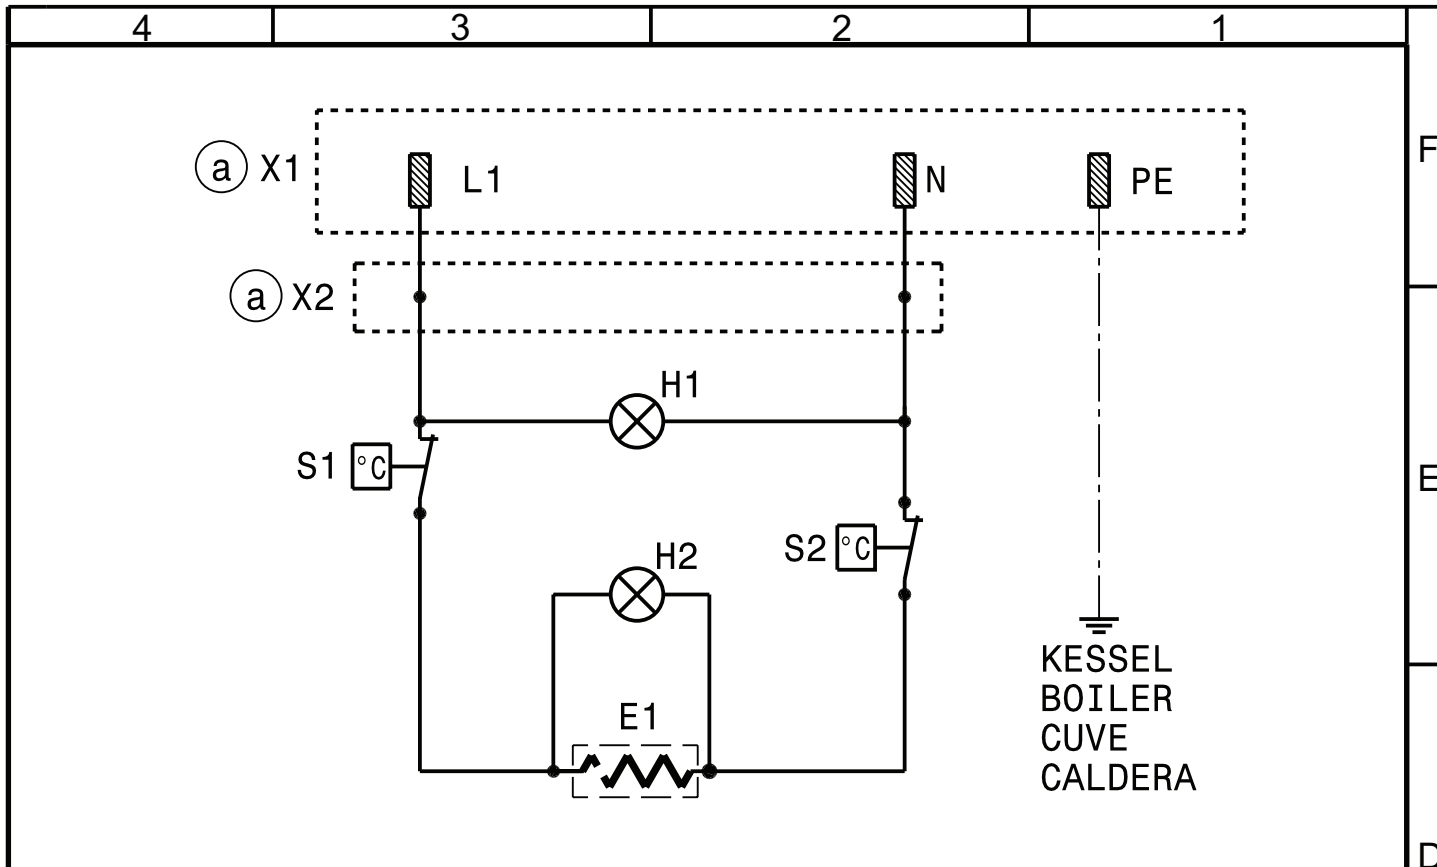 4 3 2 1
F
a X1 L1 N PE
a X2
H1
S1 °C
E
S2 °C
H2
KESSEL
BOILER
E1
CUVE
CALDERA
D